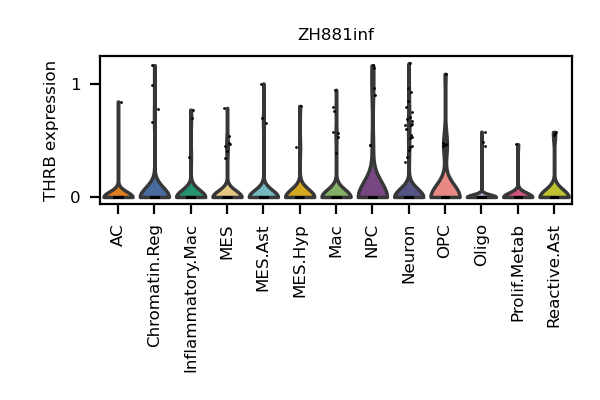 ZH881inf
THRB expression
1
0
AC
Chromatin.Reg
Inflammatory.Mac
MES
MES.Ast
MES.Hyp
Mac
NPC
Neuron
OPC
Oligo
Prolif.Metab
Reactive.Ast